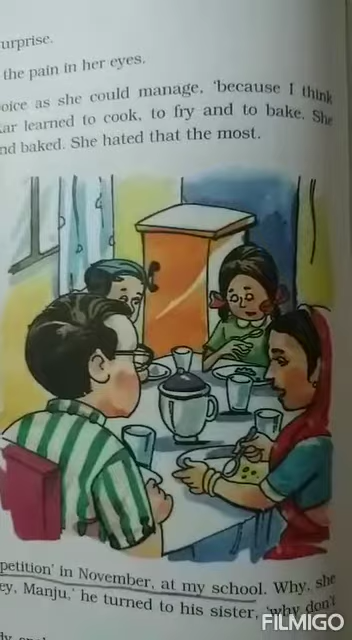 urprise.
the pain in her eyes.
oice as she could manage, 'because I think
ar learned to cook, to fry and to bake. She
nd baked. She hated that the most.
petition' in November, at my school. Why, she
ey, Manju,' he turned to his sister, 'why don't
FILMIGO